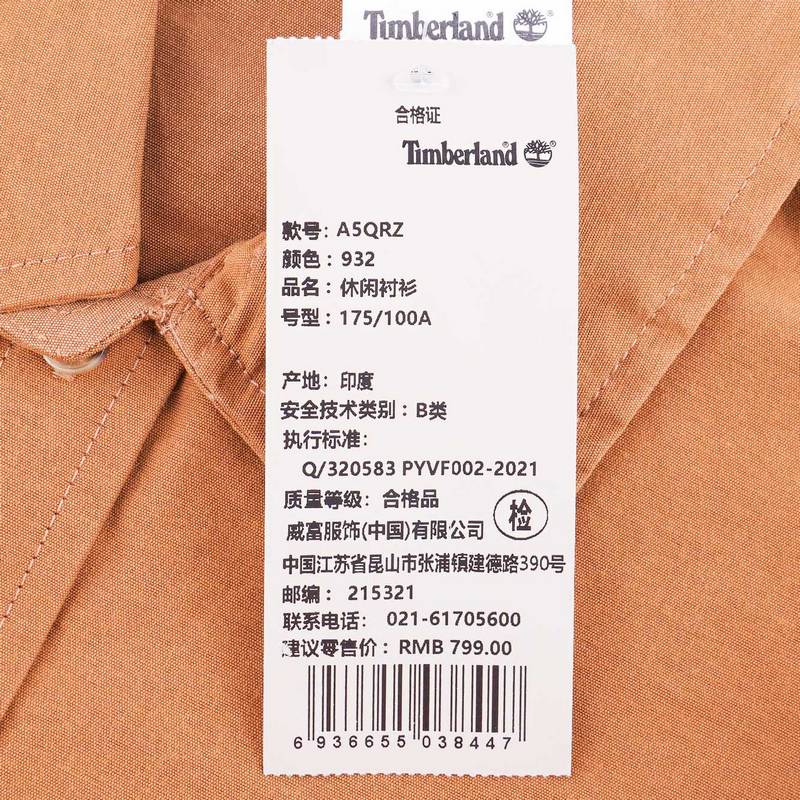 Timberland®
合格证
Timberland®
款号: A5QRZ
颜色: 932
品名: 休闲衬衫
号型: 175/100A
产地: 印度
安全技术类别: B类
执行标准:
Q/320583 PYVF002-2021
质量等级: 合格品
检
威富服饰(中国)有限公司
中国江苏省昆山市张浦镇建德路390号
邮编: 215321
联系电话: 021-61705600
建议零售价: RMB 799.00
6 936655 038447